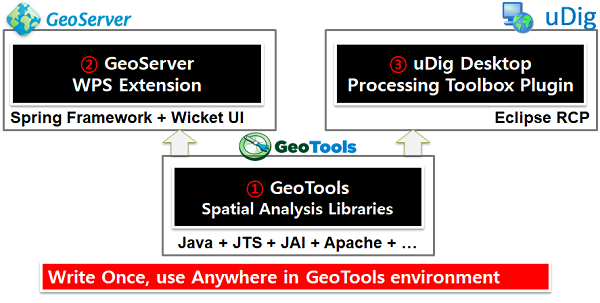 GeoServer
uDig
② GeoServer
WPS Extension
Spring Framework + Wicket UI
③ uDig Desktop
Processing Toolbox Plugin
Eclipse RCP
GeoTools
① GeoTools
Spatial Analysis Libraries
Java + JTS + JAI + Apache + …
Write Once, use Anywhere in GeoTools environment